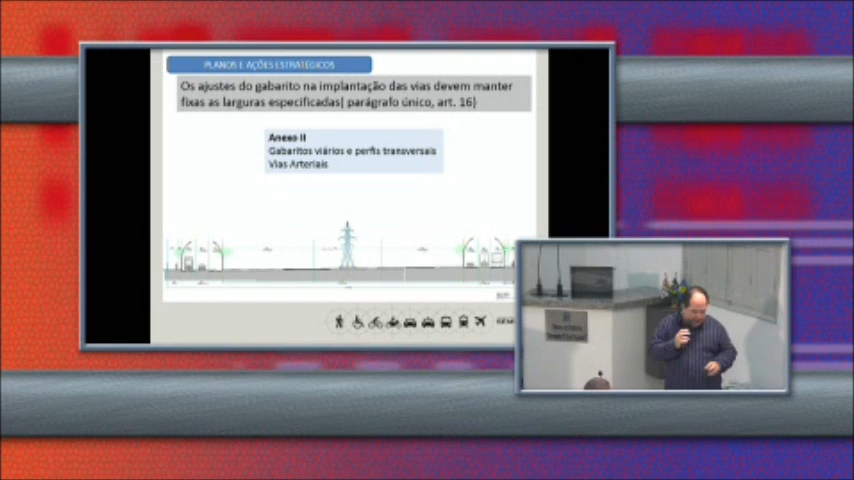 PLANOS E AÇÕES ESTRATÉGICOS
Os ajustes do gabarito na implantação das vias devem manter
fixas as larguras especificadas( parágrafo único, art. 16)
Anexo II
Gabaritos viários e perfis transversais
Vias Arteriais